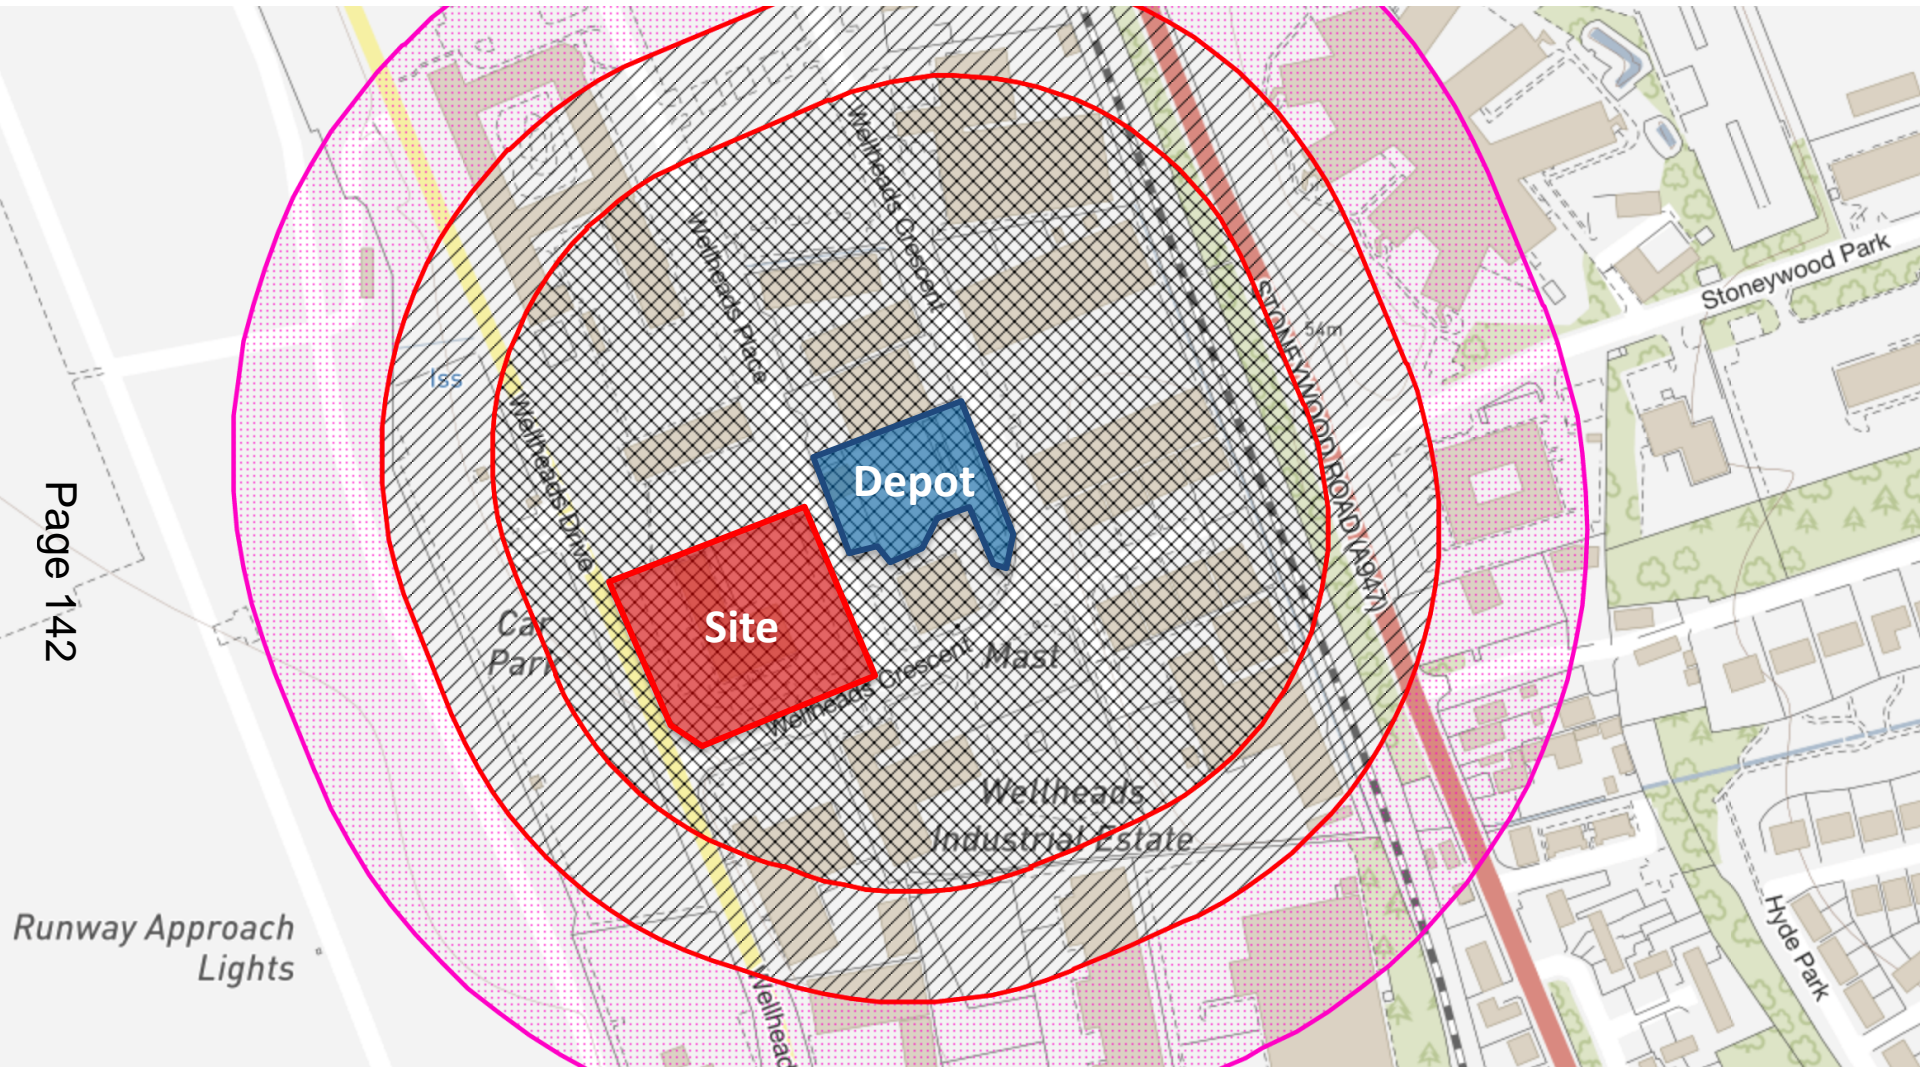 Wellheads Crescent
Wellheads Place
STONEYWOOD ROAD (A947)
54m
Stoneywood Park
Iss
Wellheads Drive
Depot
Page 142
Site
Car
Park
Mast
Wellheads Crescent
Wellheads
Industrial Estate
Runway Approach
Lights
Wellhead
Hyde Park